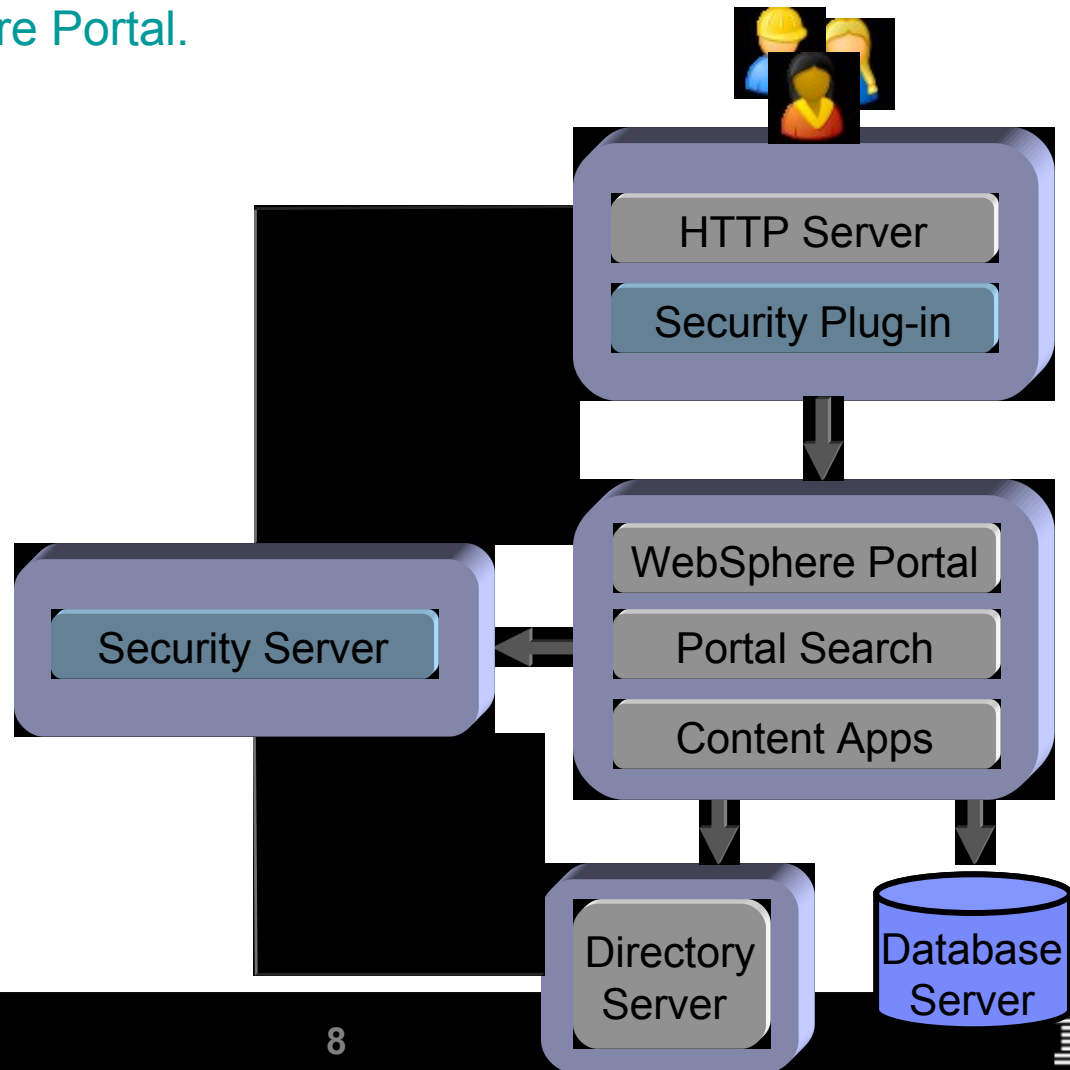 re Portal.
HTTP Server
Security Plug-in
WebSphere Portal
Security Server
Portal Search
Content Apps
Directory
Server
Database
Server
8